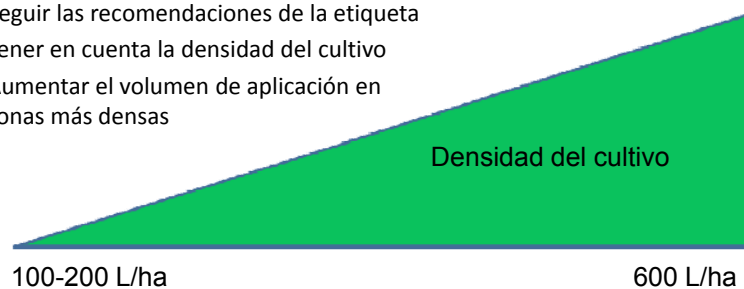 eguir las recomendaciones de la etiqueta
ener en cuenta la densidad del cultivo
umentar el volumen de aplicación en
onas más densas
Densidad del cultivo
100-200 L/ha
600 L/ha